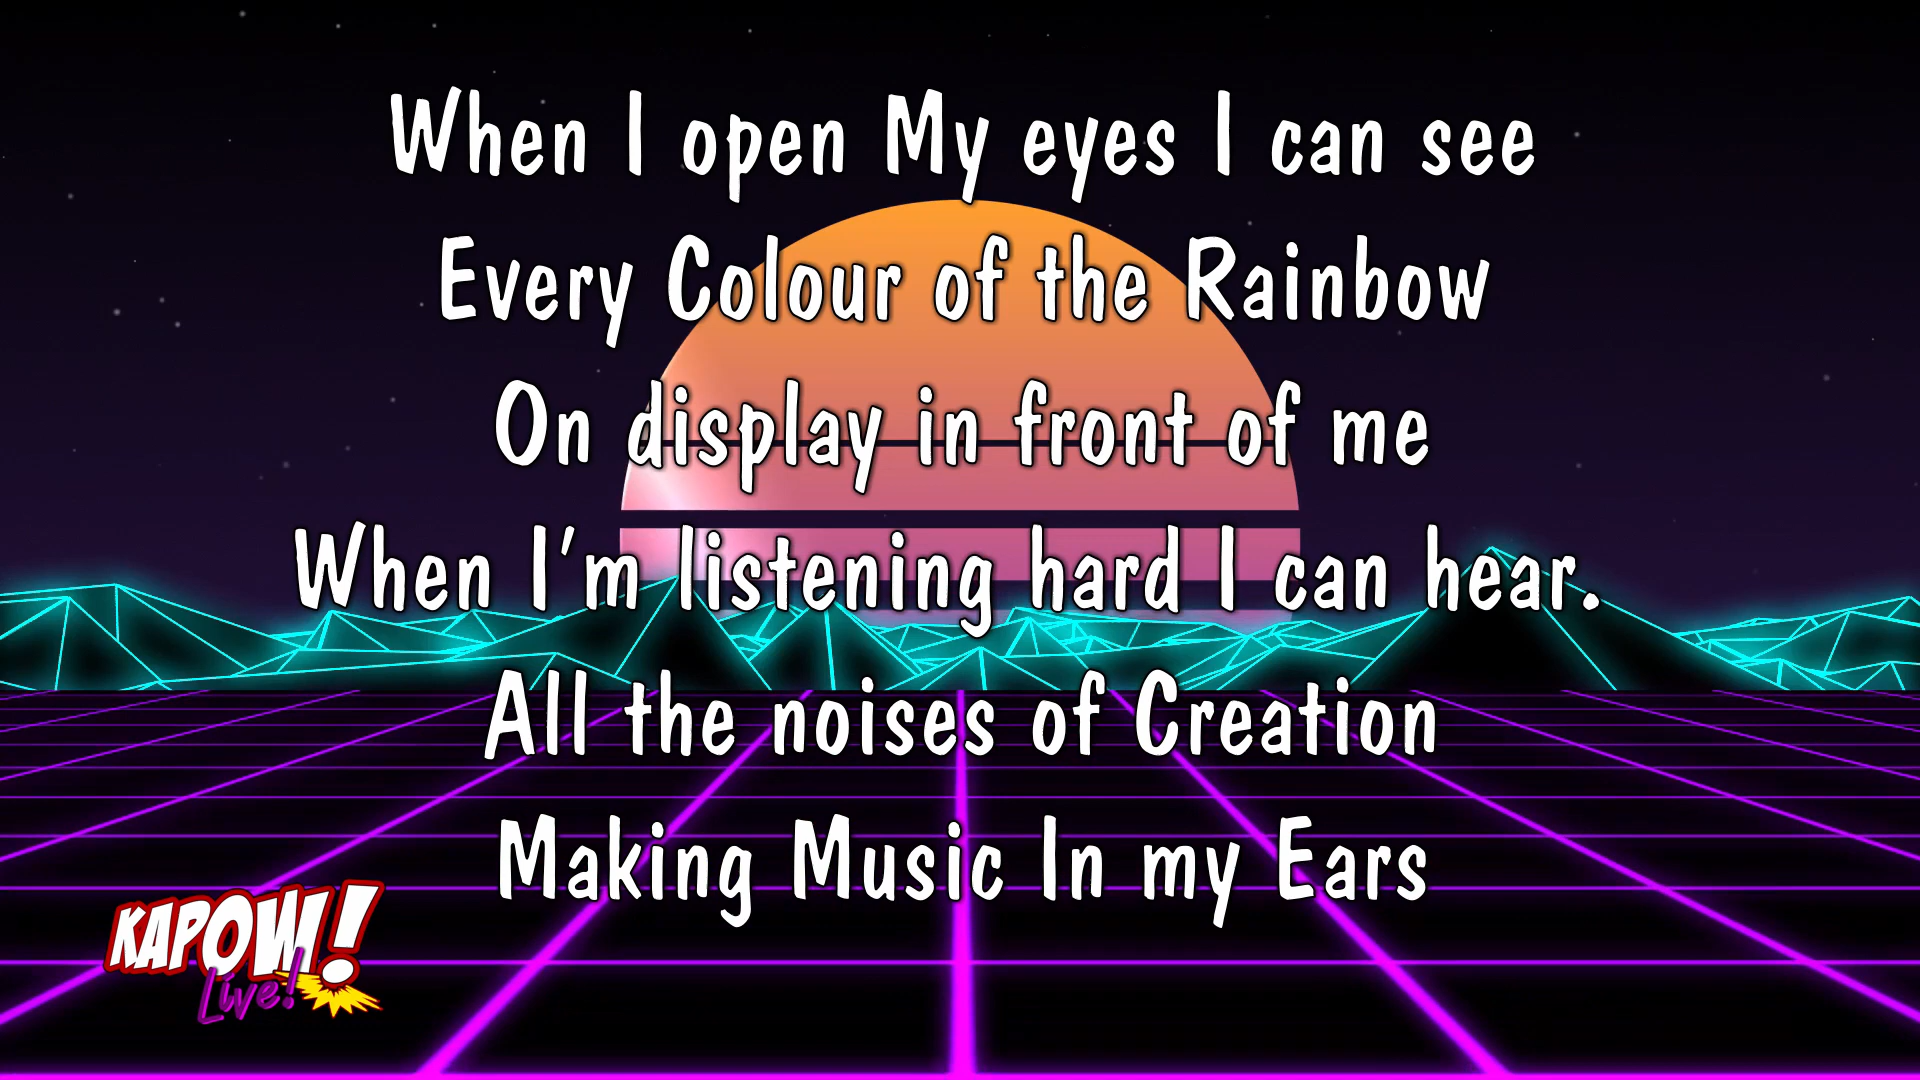 When I open My eyes I can see
Every Colour of the Rainbow
On display in front of me
When I’m listening hard I can hear.
All the noises of Creation
Making Music In my Ears
KAPOW!
Live!